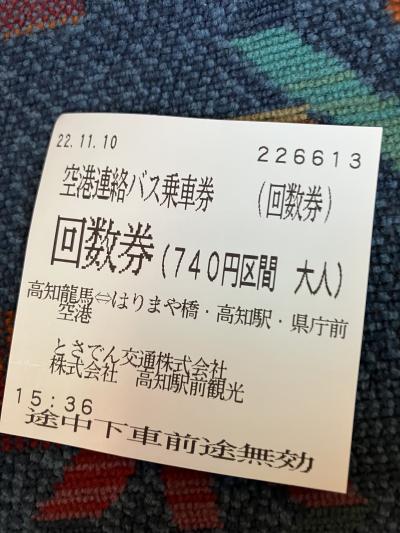 22.11.10 226613
空港連絡バス乗車券 (回数券)
回数券(740円区間 大人)
高知龍馬⇔はりまや橋・高知駅・県庁前
空港
とさでん交通株式会社
株式会社 高知駅前観光
15:36
途中下車前途無効